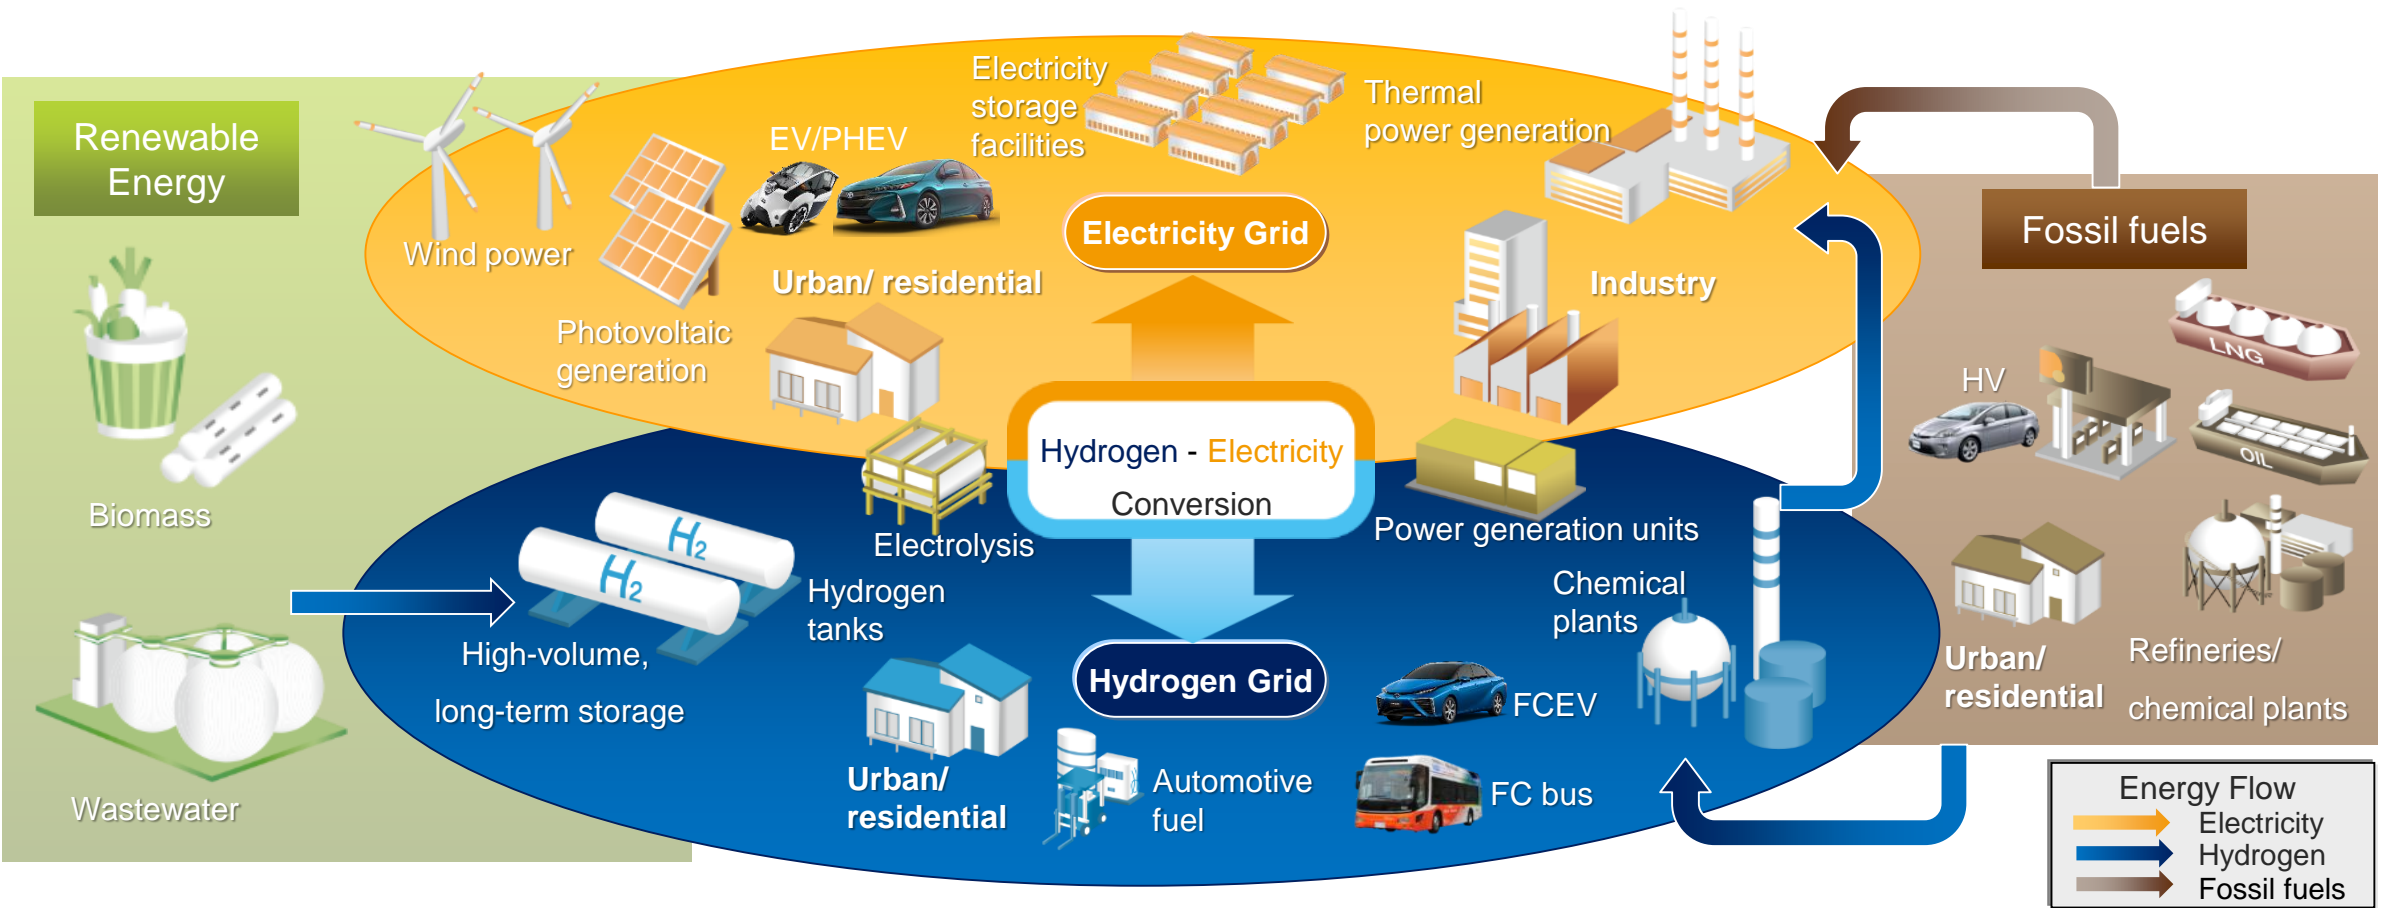 Renewable
Energy
Wind power
Photovoltaic
generation
EV/PHEV
Electricity
storage
facilities
Thermal
power generation
Electricity Grid
Urban/ residential
Industry
Fossil fuels
LNG
HV
OIL
Biomass
Hydrogen - Electricity
Conversion
Electrolysis
Power generation units
H2
H2
Hydrogen
tanks
High-volume,
long-term storage
Chemical
plants
Hydrogen Grid
Urban/
residential
Automotive
fuel
FCEV
FC bus
Urban/
residential
Refineries/
chemical plants
Wastewater
Energy Flow
Electricity
Hydrogen
Fossil fuels